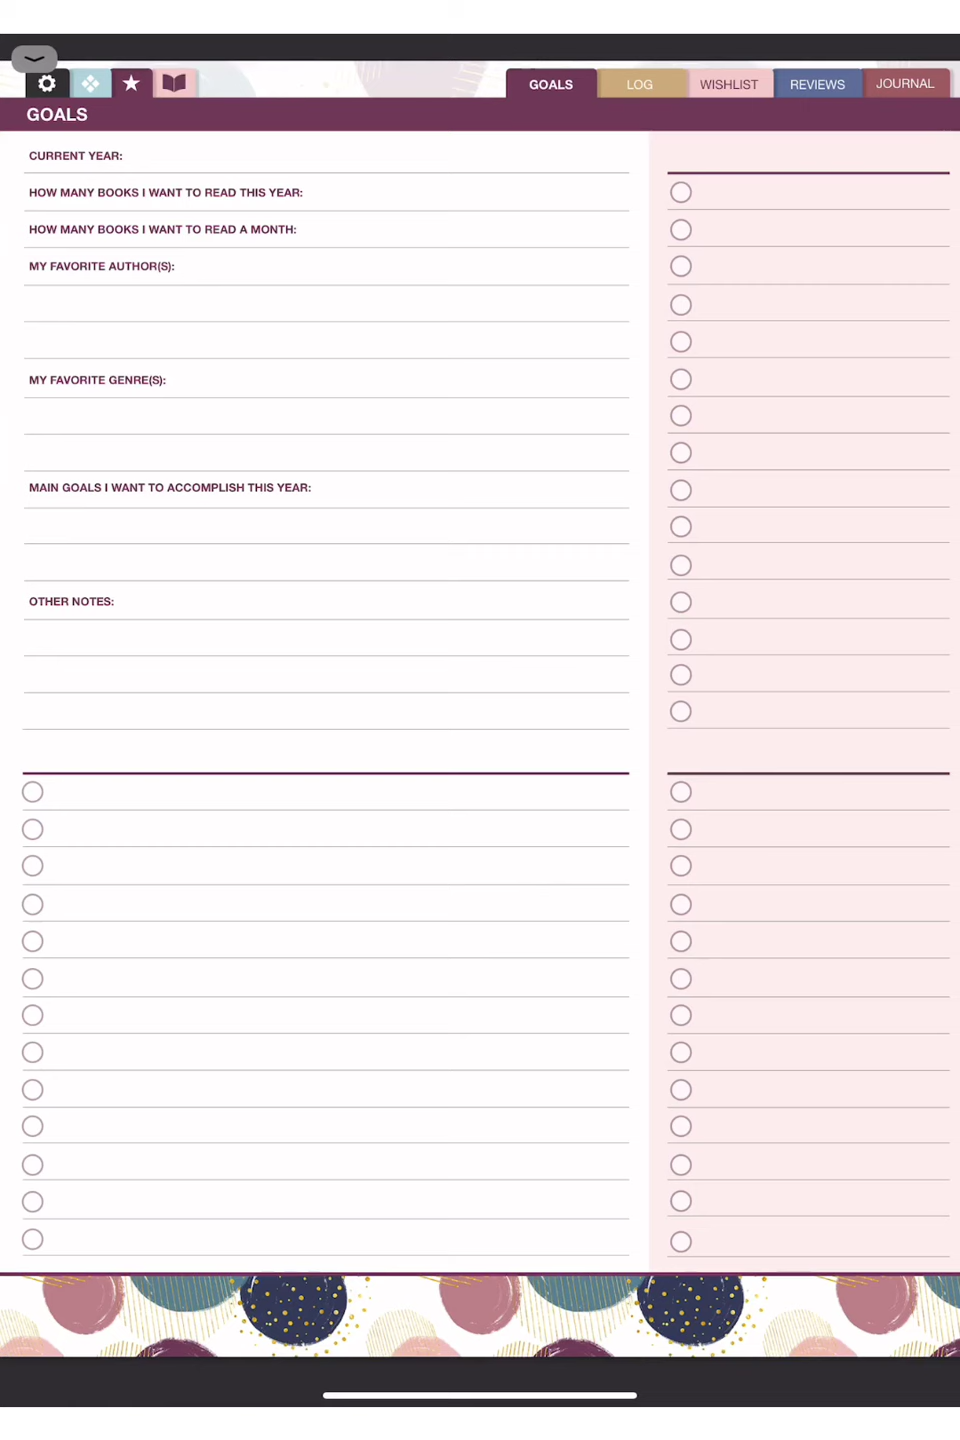 GOALS
LOG
WISHLIST
REVIEWS
JOURNAL
GOALS
CURRENT YEAR:
HOW MANY BOOKS I WANT TO READ THIS YEAR:
HOW MANY BOOKS I WANT TO READ A MONTH:
MY FAVORITE AUTHOR(S):
MY FAVORITE GENRE(S):
MAIN GOALS I WANT TO ACCOMPLISH THIS YEAR:
OTHER NOTES: